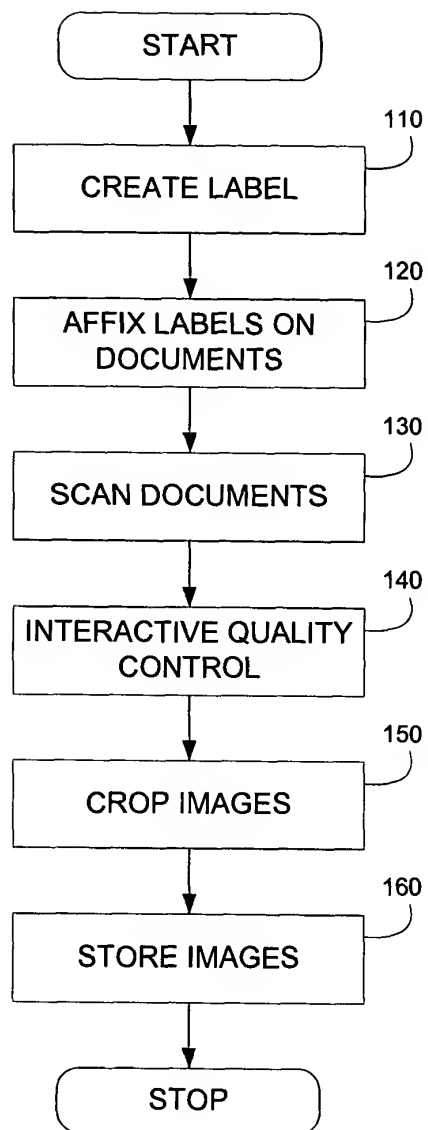 START
110
CREATE LABEL
120
AFFIX LABELS ON
DOCUMENTS
130
SCAN DOCUMENTS
140
INTERACTIVE QUALITY
CONTROL
150
CROP IMAGES
160
STORE IMAGES
STOP